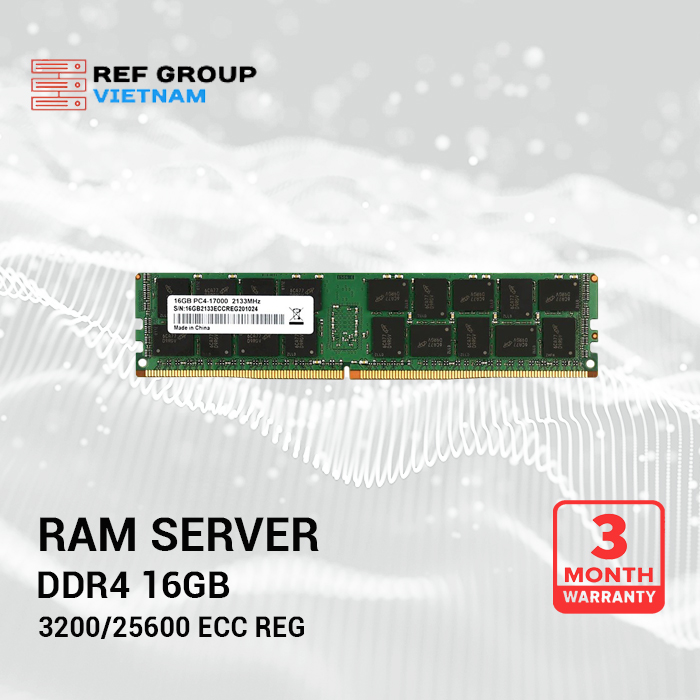 REF GROUP
VIETNAM
16GB PC4-17000 2133MHz
S/N:16GB2133ECCREG201024
Made in China
RAM SERVER
DDR4 16GB
3200/25600 ECC REG
3
MONTH
WARRANTY